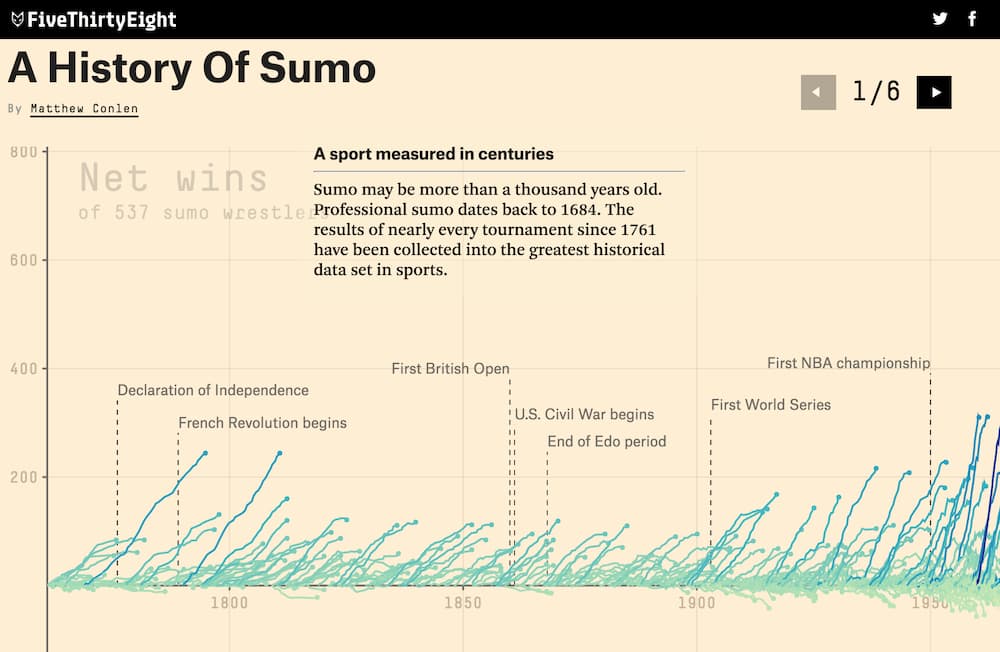 FiveThirtyEight
A History Of Sumo
By Matthew Conlen
1/6
800
Net wins
of 537 sumo wrestlers
A sport measured in centuries
Sumo may be more than a thousand years old.
Professional sumo dates back to 1684. The
results of nearly every tournament since 1761
have been collected into the greatest historical
data set in sports.
600
400
First British Open
First NBA championship
Declaration of Independence
French Revolution begins
U.S. Civil War begins
First World Series
End of Edo period
200
1800
1850
1900
1950